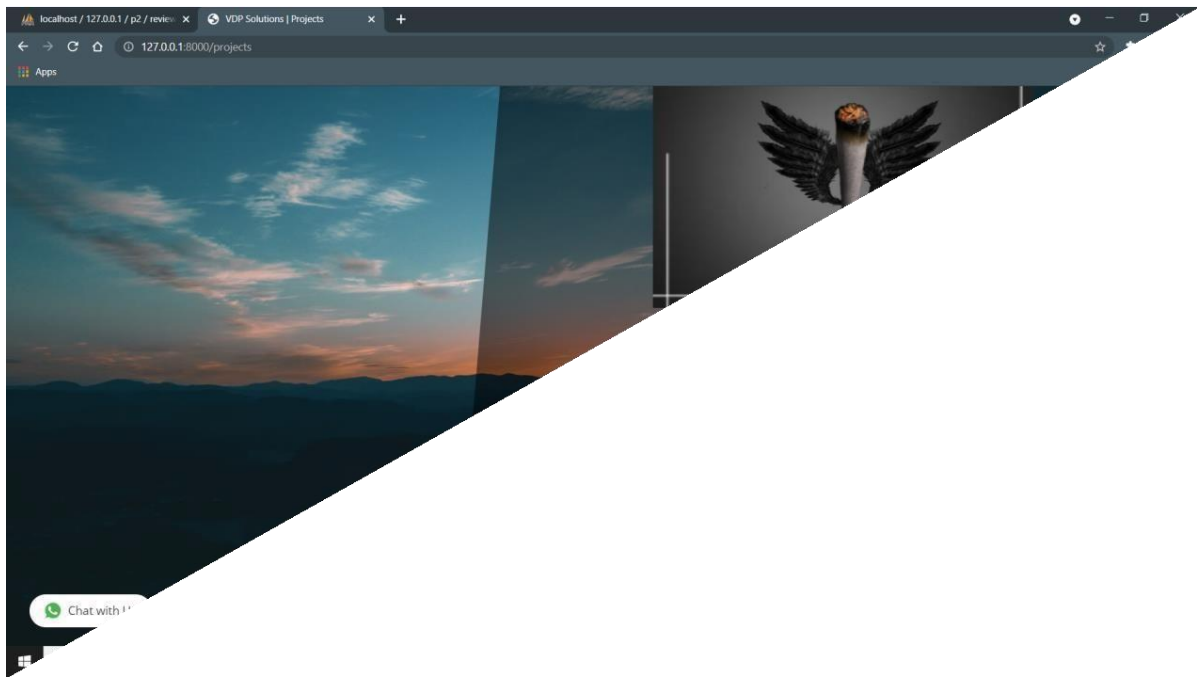 localhost / 127.0.0.1 / p2 / review
VDP Solutions | Projects
127.0.0.1:8000/projects
Apps
Chat with